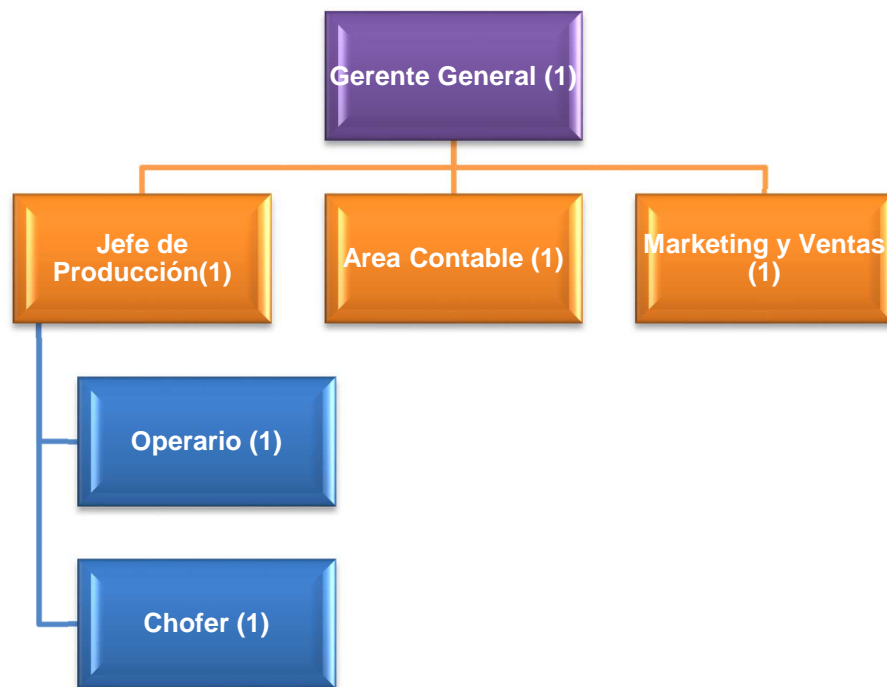 Gerente General (1)
Jefe de
Producción(1)
Area Contable (1)
Marketing y Ventas
(1)
Operario (1)
Chofer (1)